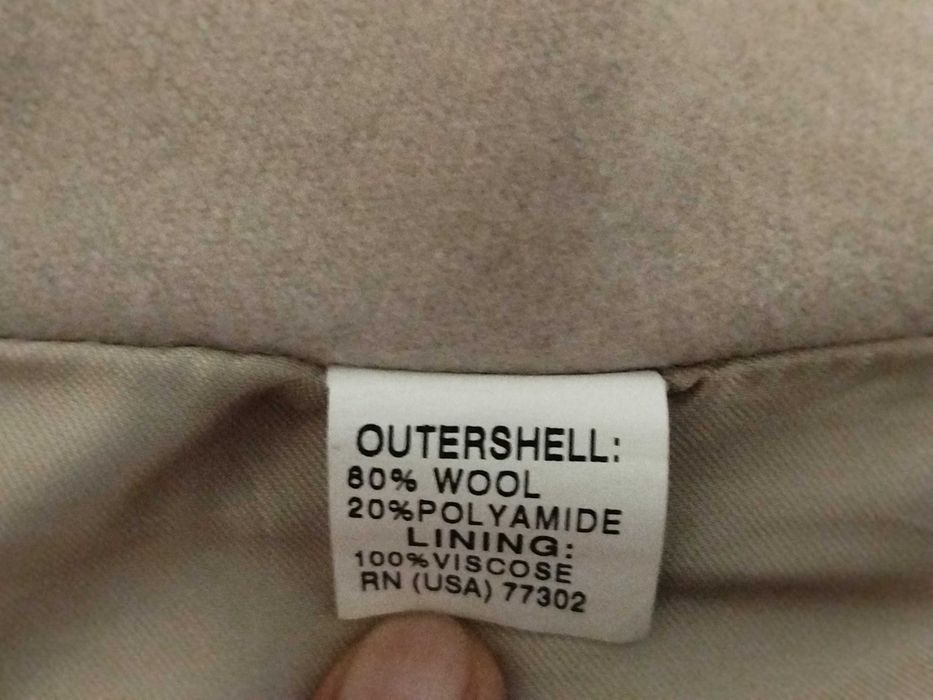 OUTERSHELL:
80% WOOL
20%POLYAMIDE
LINING:
100%VISCOSE
RN (USA) 77302